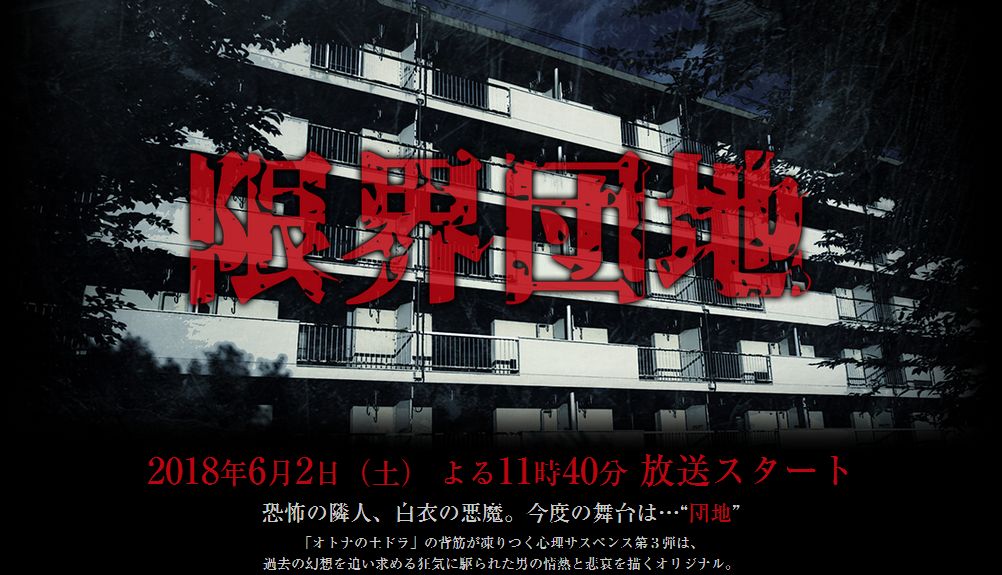 限界団地
2018年6月2日（土） よる11時40分 放送スタート
恐怖の隣人、白衣の悪魔。今度の舞台は…“団地”
「オトナの土ドラ」の背筋が凍りつく心理サスペンス第３弾は、
過去の幻想を追い求める狂気に駆られた男の情熱と悲哀を描くオリジナル。